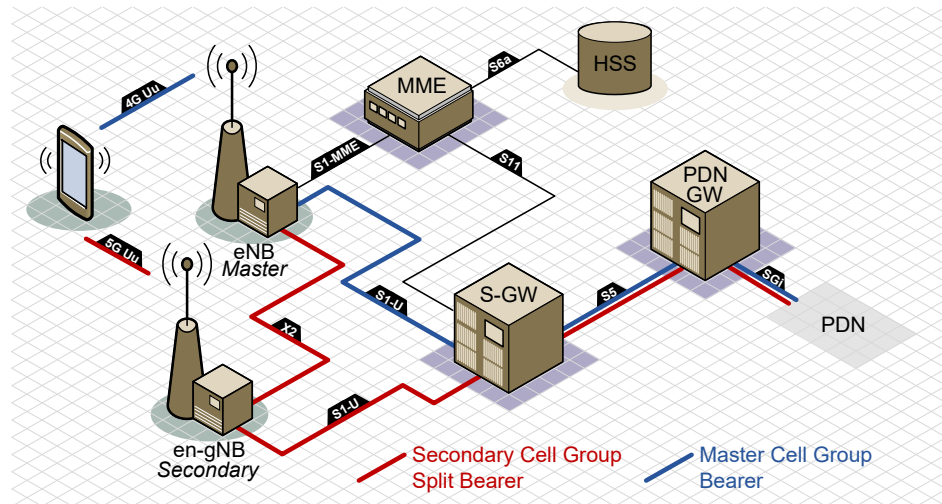 HSS
S6a
MME
4G Uu
S1-MME
S11
PDN
GW
5G Uu
eNB
Master
SGi
S-GW
S5
S1-U
PDN
X2
S1-U
en-gNB
Secondary
Secondary Cell Group
Split Bearer
Master Cell Group
Bearer